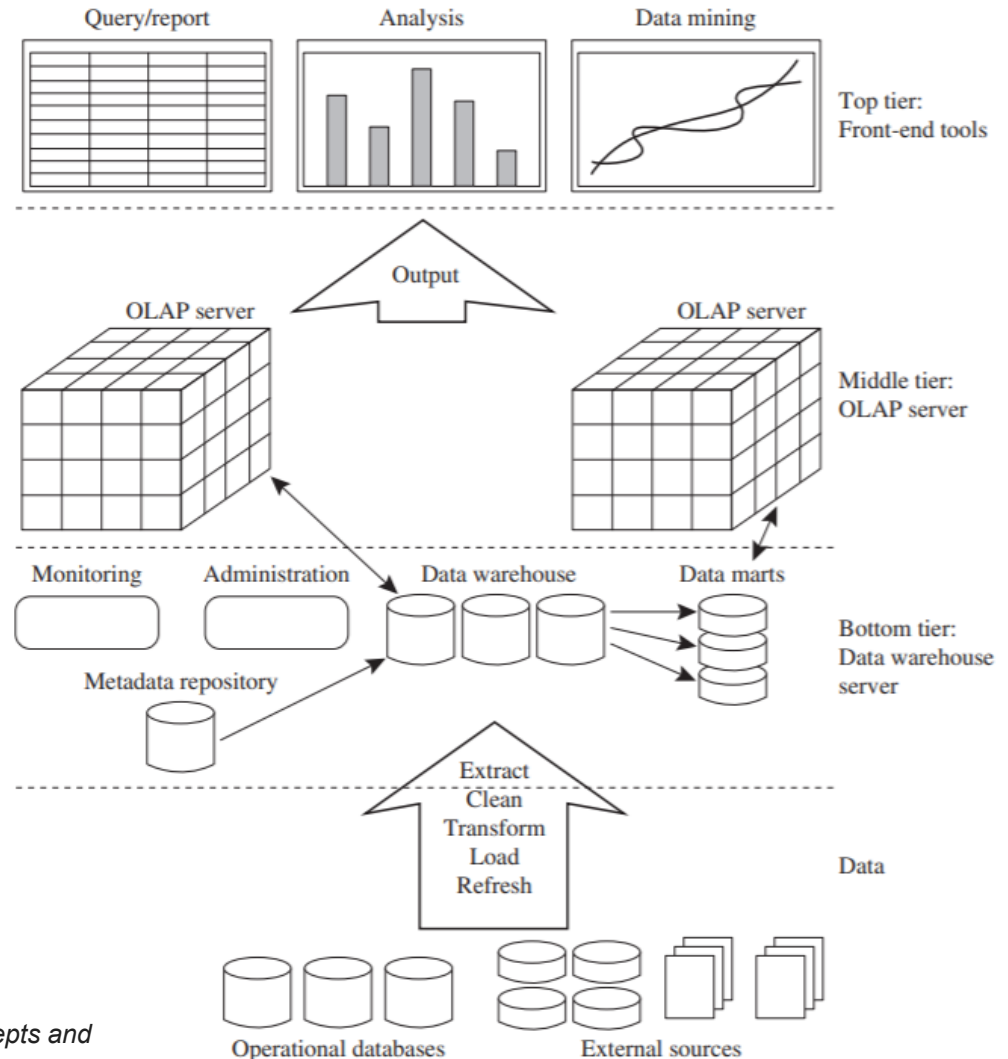 Query/report
Analysis
Data mining
Top tier:
Front-end tools
Output
OLAP server
OLAP server
Middle tier:
OLAP server
Monitoring
Administration
Data warehouse
Data marts
Bottom tier:
Data warehouse
server
Metadata repository
Extract
Clean
Transform
Load
Refresh
Data
epts and
Operational databases
External sources